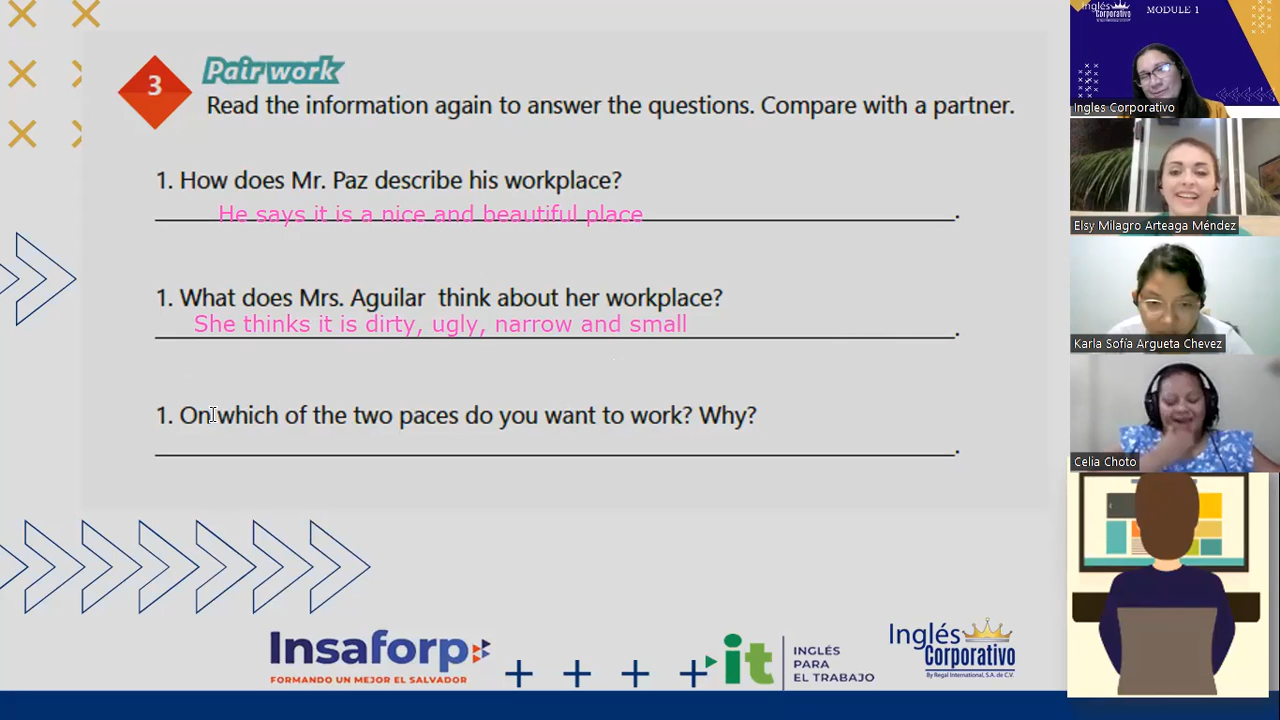 3
Pair work
Read the information again to answer the questions. Compare with a partner.
1. How does Mr. Paz describe his workplace?
He says it is a nice and beautiful place
1. What does Mrs. Aguilar think about her workplace?
She thinks it is dirty, ugly, narrow and small
1. On which of the two paces do you want to work? Why?
Insaforp
FORMANDO UN MEJOR EL SALVADOR
it
INGLÉS
PARA
EL TRABAJO
Inglés
Corporativo
By Regal International, S.A. de C.V.
Inglés
Corporativo
MODULE 1
Ingles Corporativo
Elsy Milagro Arteaga Méndez
Karla Sofía Argueta Chevez
Celia Choto